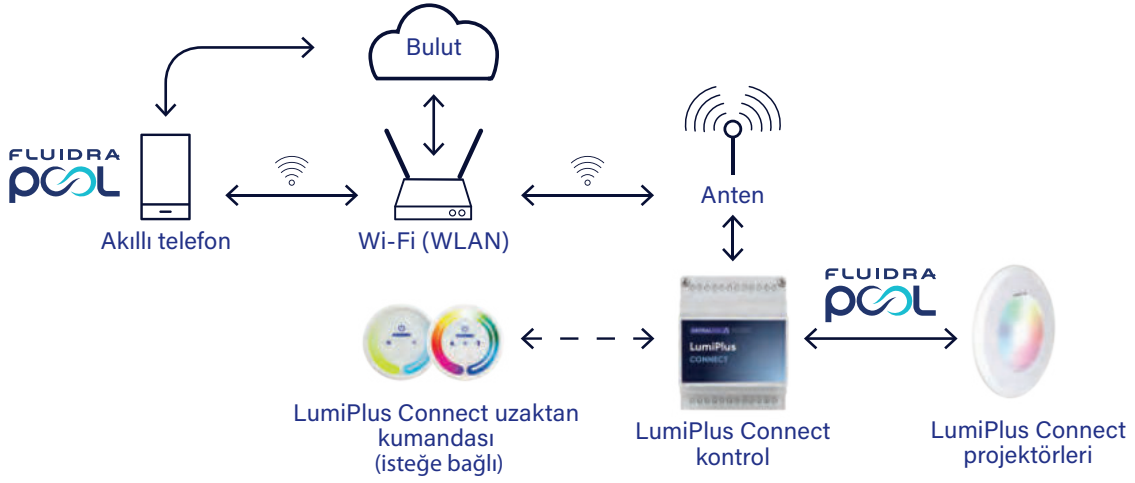 Bulut
FLUIDRA
POOL
Akıllı telefon
Wi-Fi (WLAN)
Anten
FLUIDRA
POOL
LumiPlus
CONNECT
LumiPlus Connect uzaktan
kumandası
(isteğe bağlı)
LumiPlus Connect
kontrol
LumiPlus Connect
projektörleri